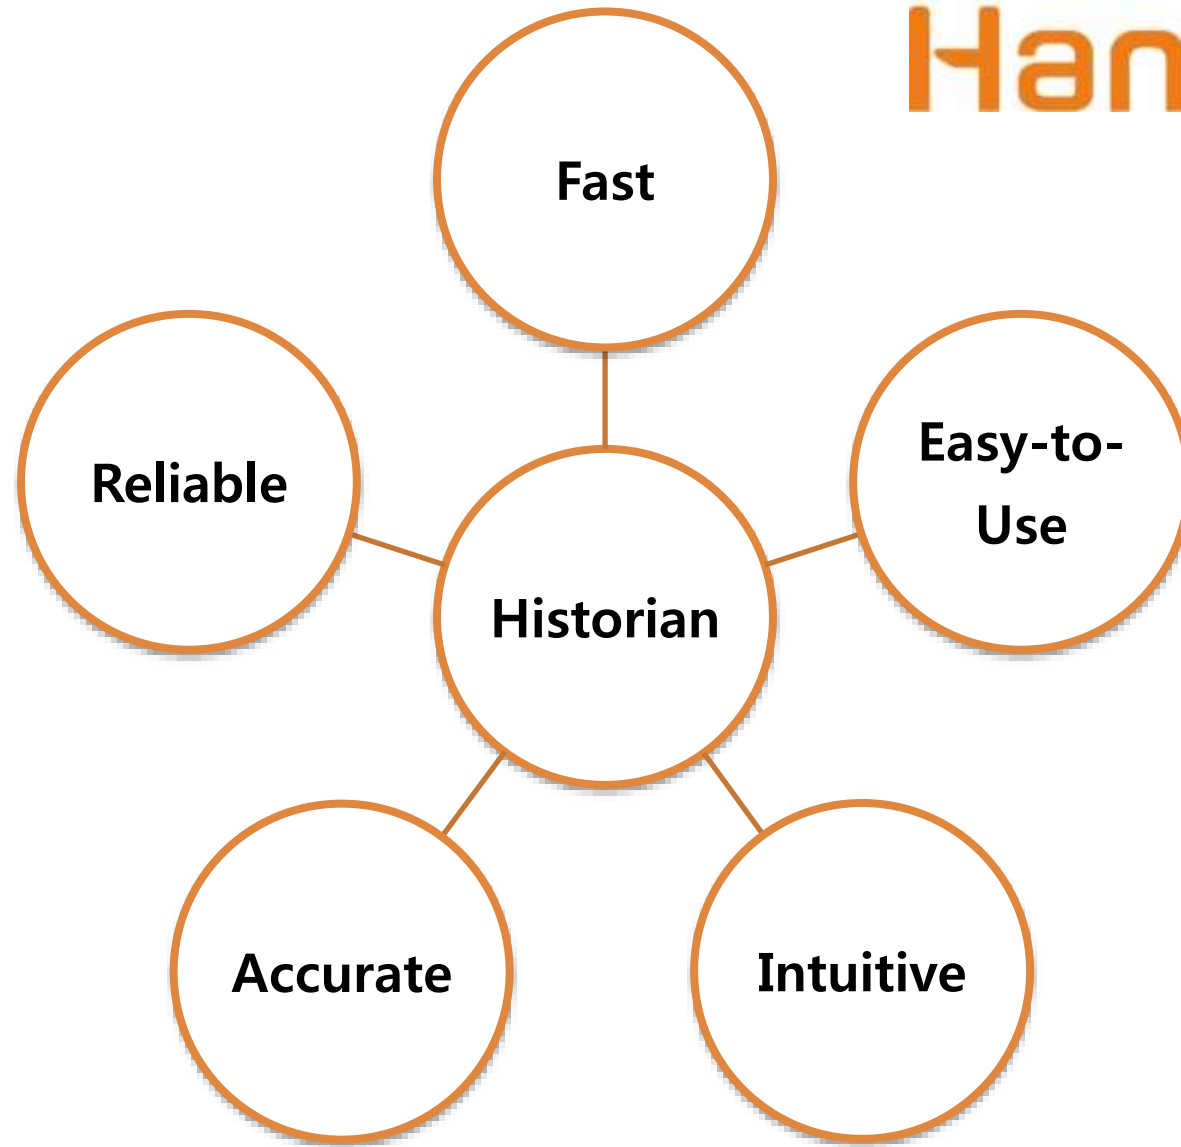 Han
Fast
Reliable
Easy-to-
Use
Historian
Accurate
Intuitive